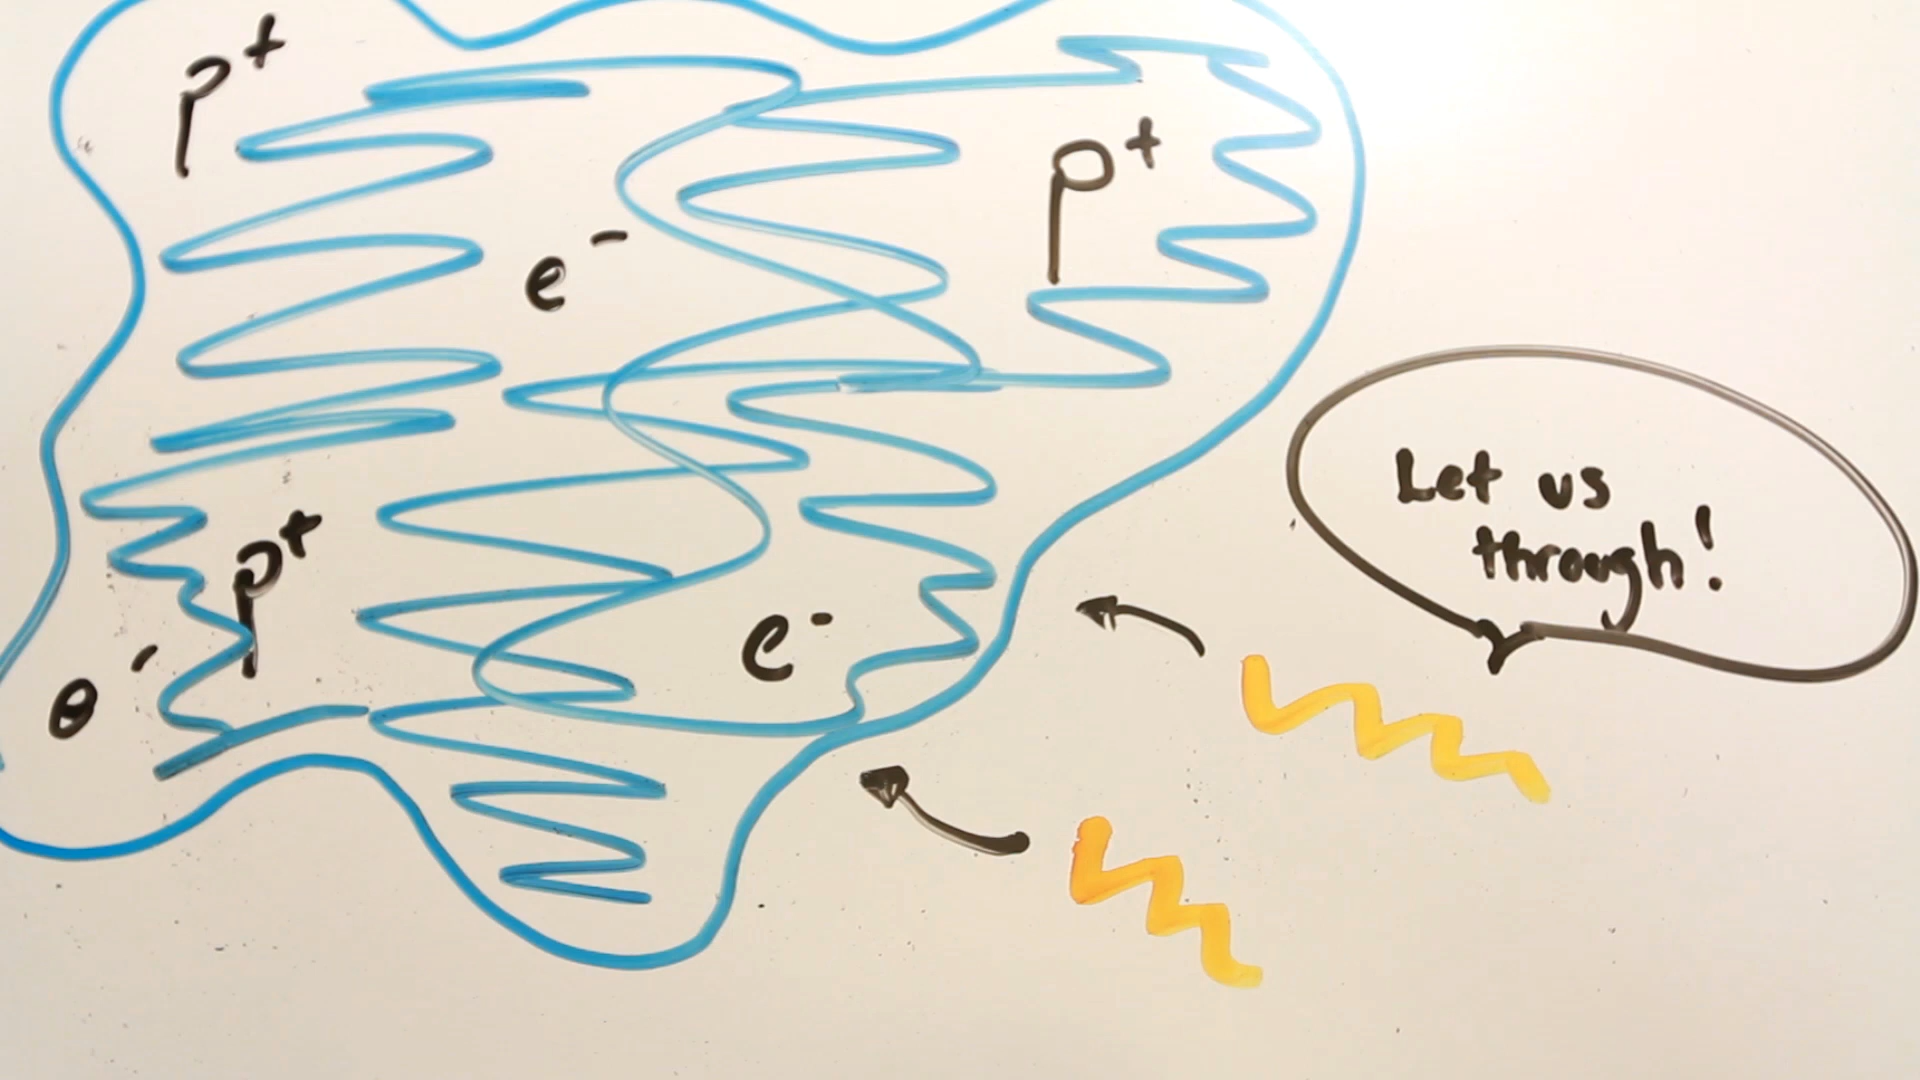 p+
p+
e-
Let us
through!
p+
e-
e-